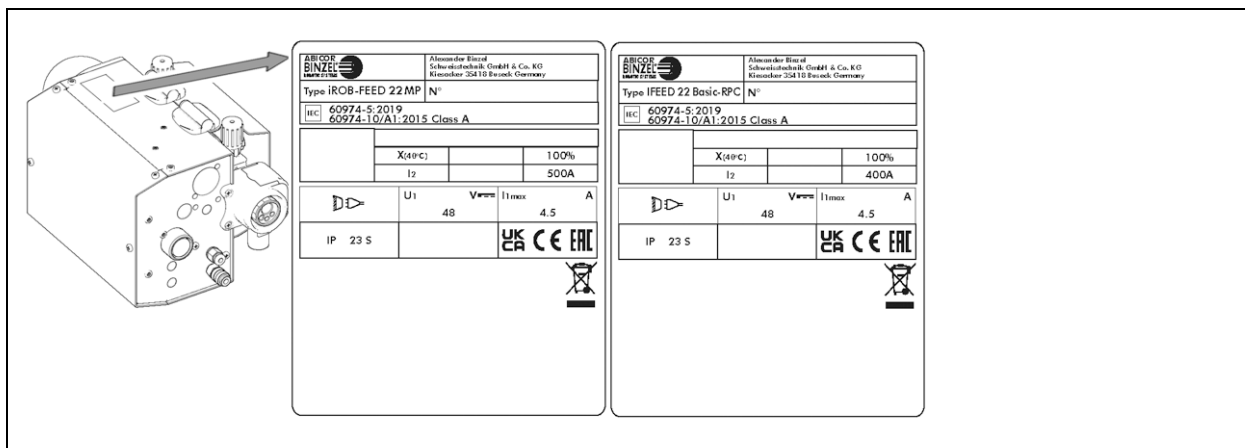 ABICOR
BINZEL
Alexander Binzel
Schweisstechnik GmbH & Co. KG
Kiesacker 35418 Buseck Germany
Type iROB-FEED 22 MP N°
IEC 60974-5:2019
60974-10/A1:2015 Class A
X(40°C) 100%
I2 500A
U1 V I1max A
48 4.5
IP 23 S
UK CA CE EAC
ABICOR
BINZEL
Alexander Binzel
Schweisstechnik GmbH & Co. KG
Kiesacker 35418 Buseck Germany
Type IFEED 22 Basic-RPC N°
IEC 60974-5:2019
60974-10/A1:2015 Class A
X(40°C) 100%
I2 400A
U1 V I1max A
48 4.5
IP 23 S
UK CA CE EAC